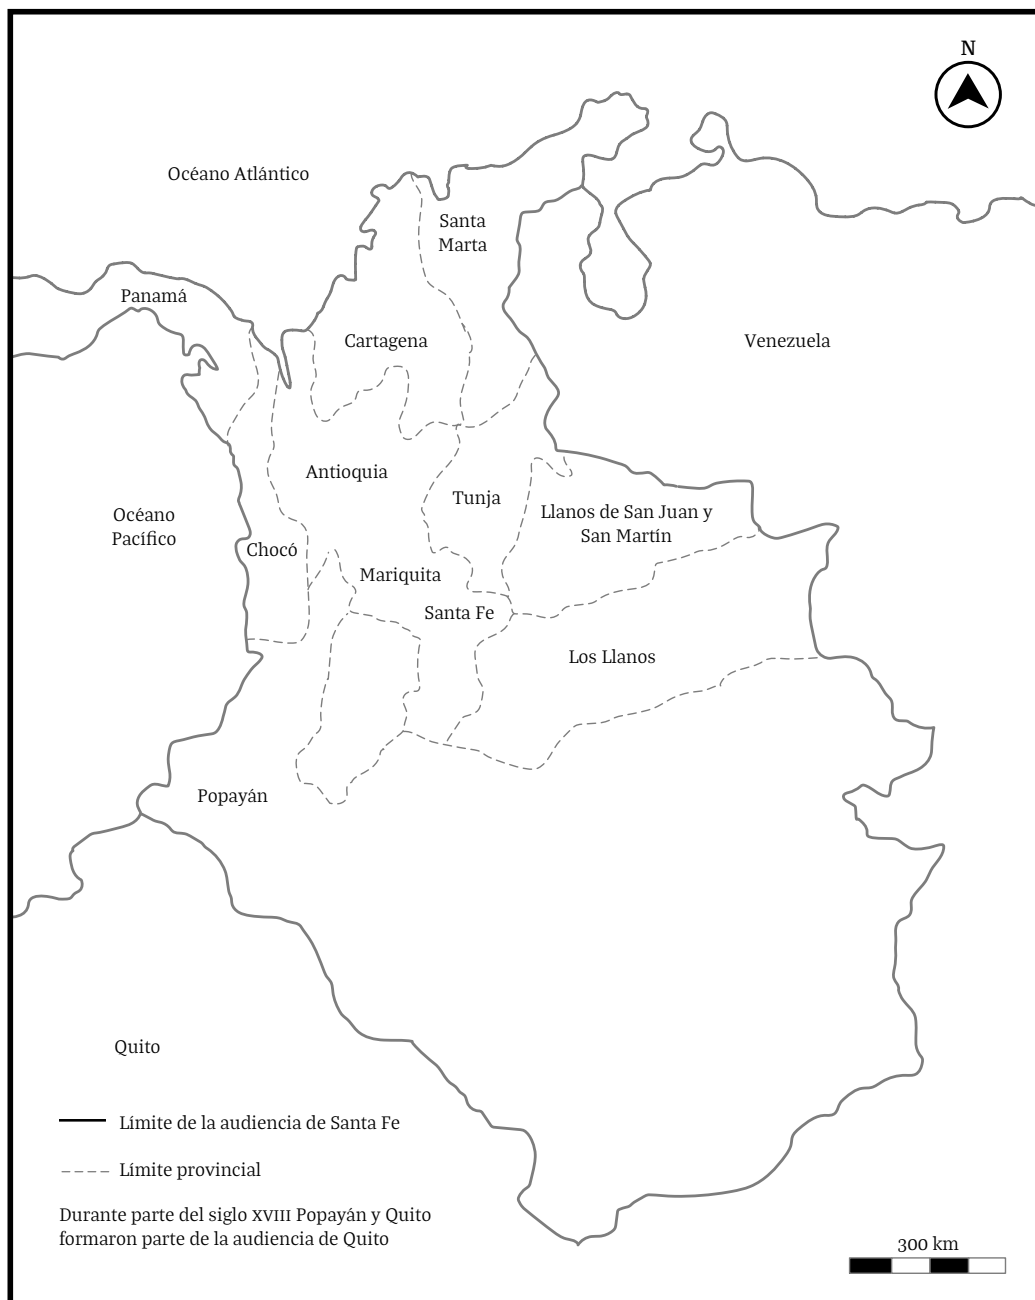 N
Océano Atlántico
Santa
Marta
Panamá
Cartagena
Venezuela
Antioquia
Tunja
Océano
Pacífico
Llanos de San Juan y
San Martín
Chocó
Mariquita
Santa Fe
Los Llanos
Popayán
Quito
Límite de la audiencia de Santa Fe
Límite provincial
Durante parte del siglo XVIII Popayán y Quito
formaron parte de la audiencia de Quito
300 km